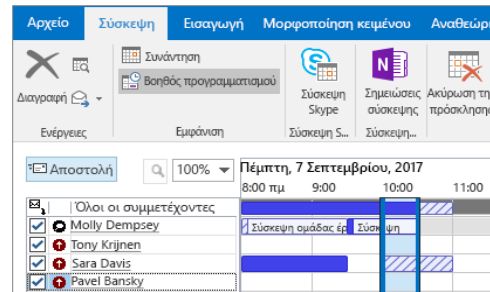 Αρχείο Σύσκεψη Εισαγωγή Μορφοποίηση κειμένου Αναθεώρ
Συνάντηση
Βοηθός προγραμματισμού
Διαγραφή
Σύσκεψη Skype
Σημειώσεις σύσκεψης
Ακύρωση τη πρόσκλησης
Ενέργειες Εμφάνιση Σύσκεψη S... Σύσκεψη...
Αποστολή 100% Πέμπτη, 7 Σεπτεμβρίου, 2017
8:00 πμ 9:00 10:00 11:00
Όλοι οι συμμετέχοντες
Molly Dempsey Σύσκεψη ομάδας έρ Σύσκεψη
Tony Krijnen
Sara Davis
Pavel Bansky